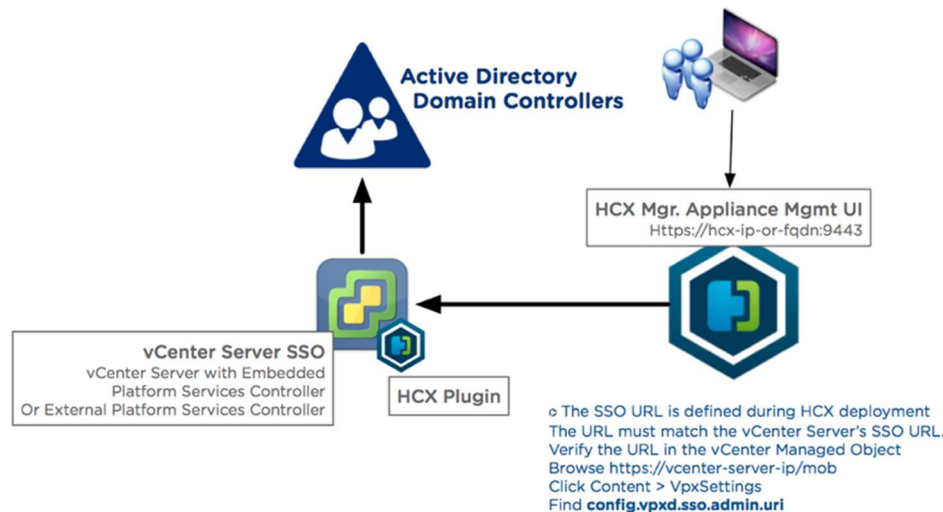 Active Directory
Domain Controllers
HCX Mgr. Appliance Mgmt UI
Https://hcx-ip-or-fqdn:9443
vCenter Server SSO
vCenter Server with Embedded
Platform Services Controller
Or External Platform Services Controller
HCX Plugin
The SSO URL is defined during HCX deployment
The URL must match the vCenter Server's SSO URL.
Verify the URL in the vCenter Managed Object
Browse https://vcenter-server-ip/mob
Click Content > VpxSettings
Find config.vpxd.sso.admin.uri